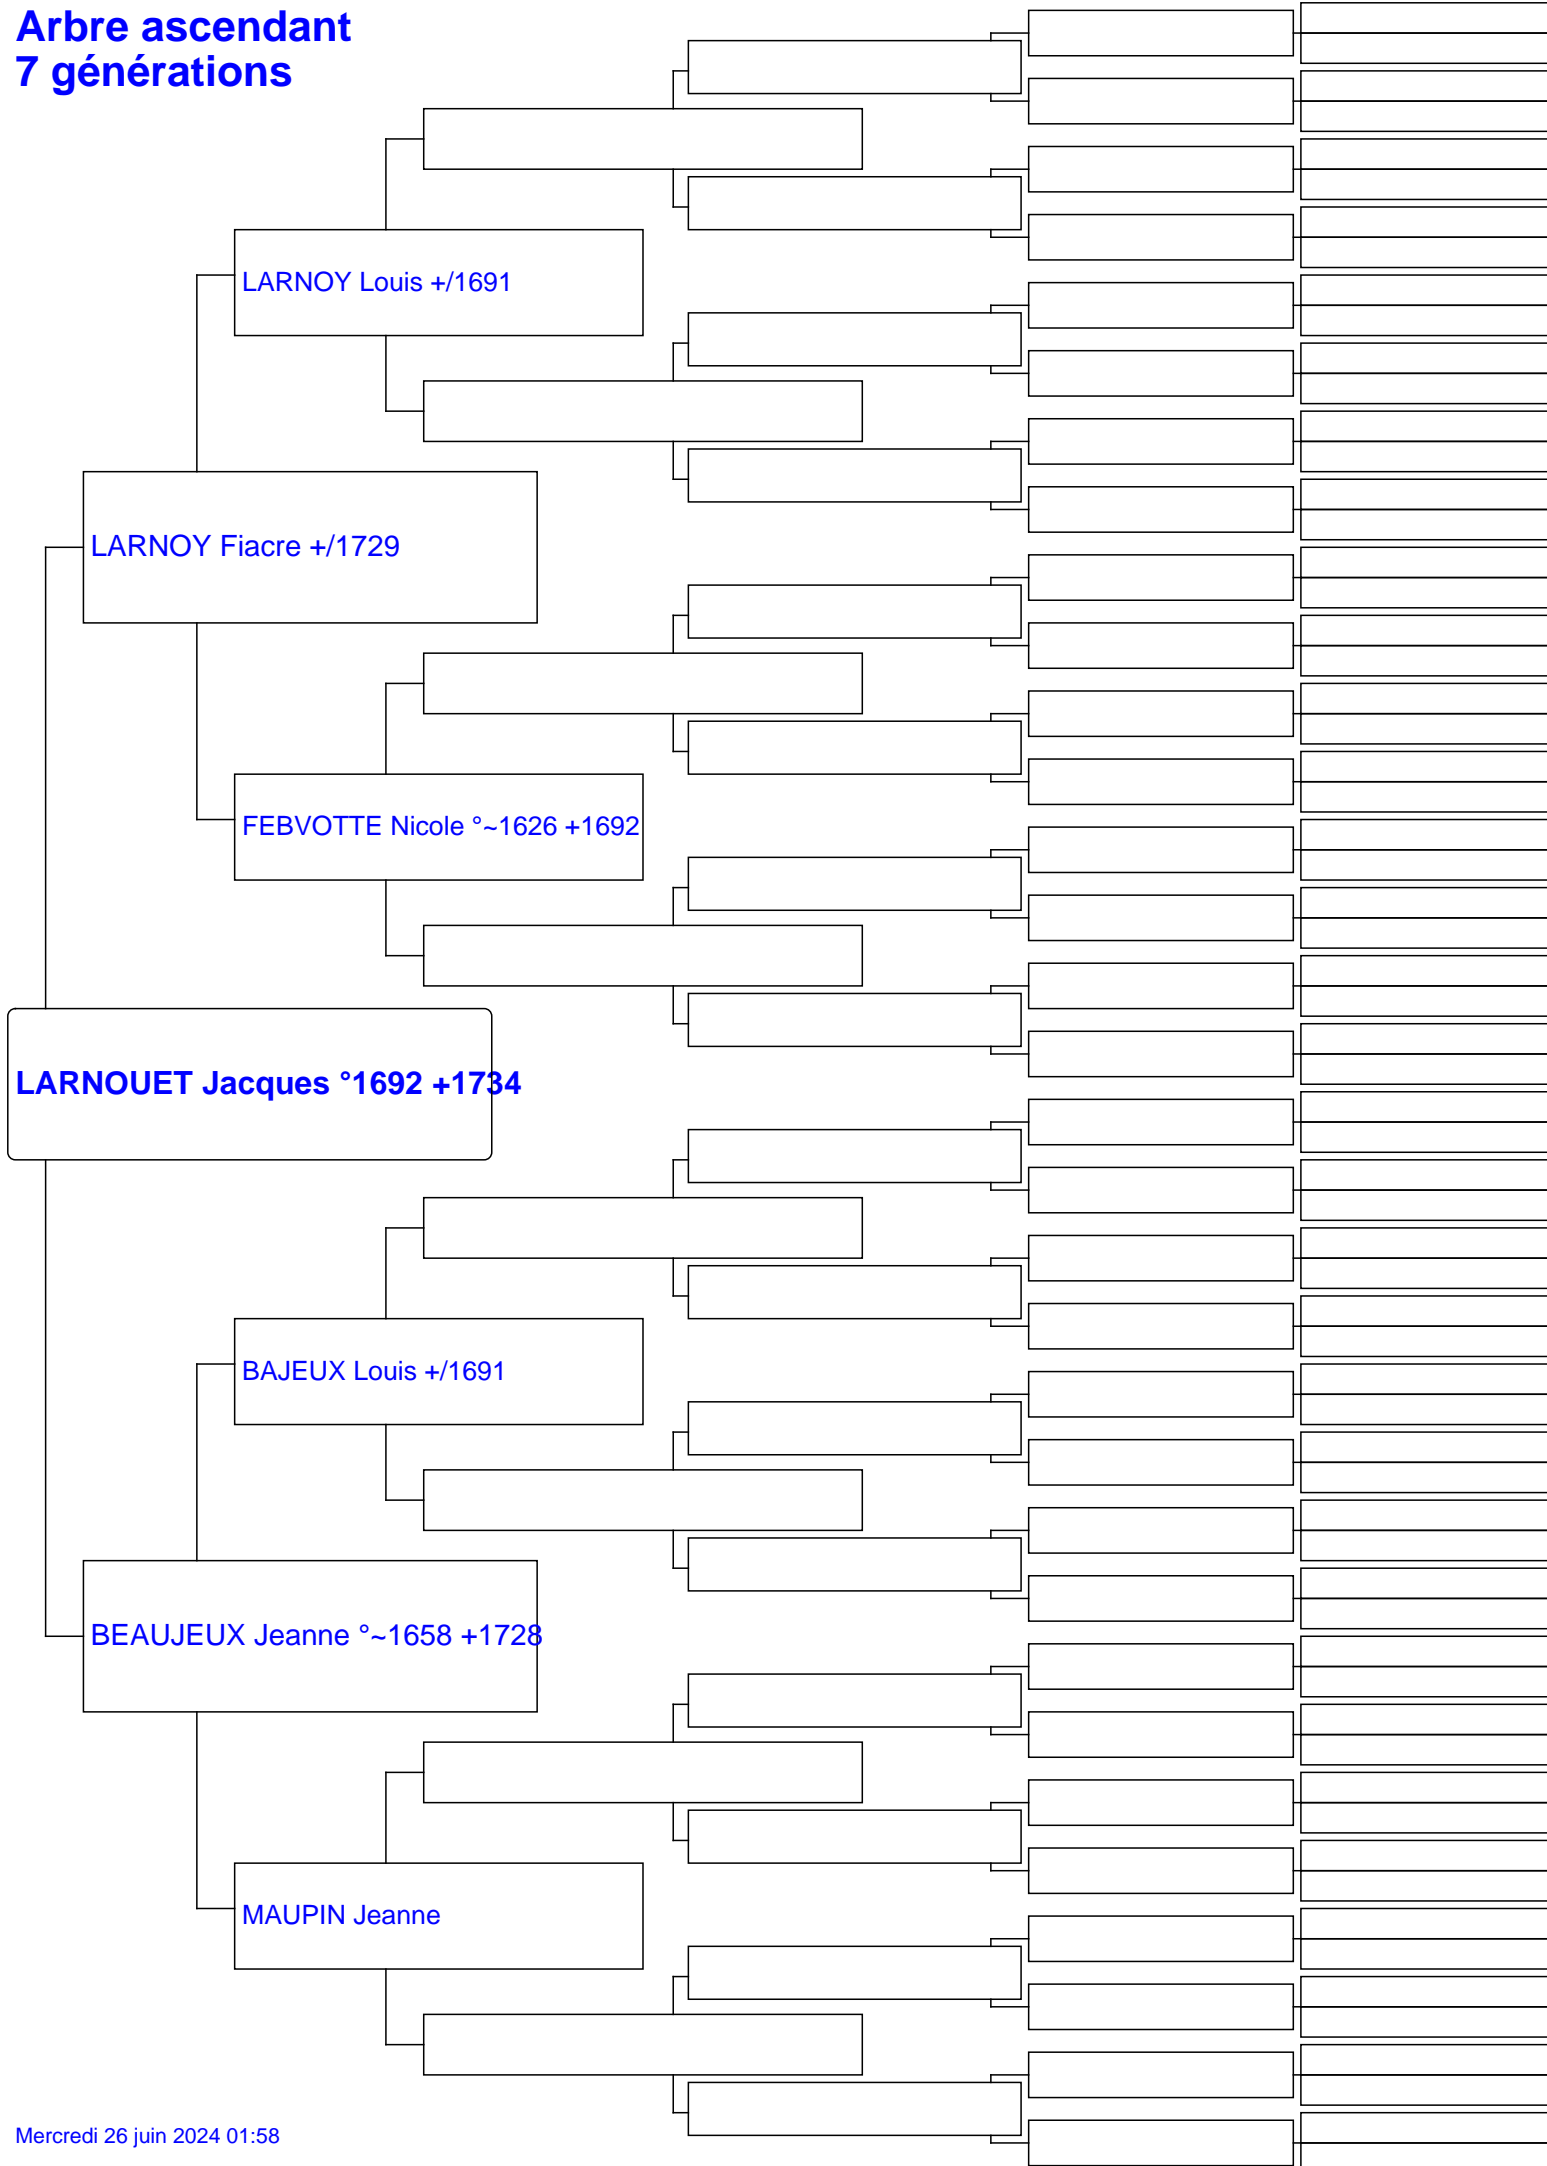 Arbre ascendant
7 générations
LARNOY Louis +/1691
LARNOY Fiacre +/1729
FEBVOTTE Nicole °~1626 +1692
LARNOUET Jacques °1692 +1734
BAJEUX Louis +/1691
BEAUJEUX Jeanne °~1658 +1728
MAUPIN Jeanne
Mercredi 26 juin 2024 01:58